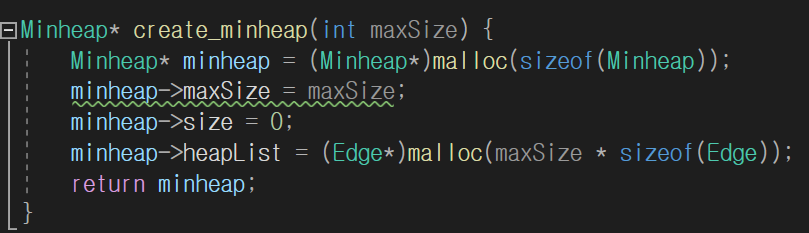 Minheap* create_minheap(int maxSize) {
    Minheap* minheap = (Minheap*)malloc(sizeof(Minheap));
    minheap->maxSize = maxSize;
    minheap->size = 0;
    minheap->heapList = (Edge*)malloc(maxSize * sizeof(Edge));
    return minheap;
}